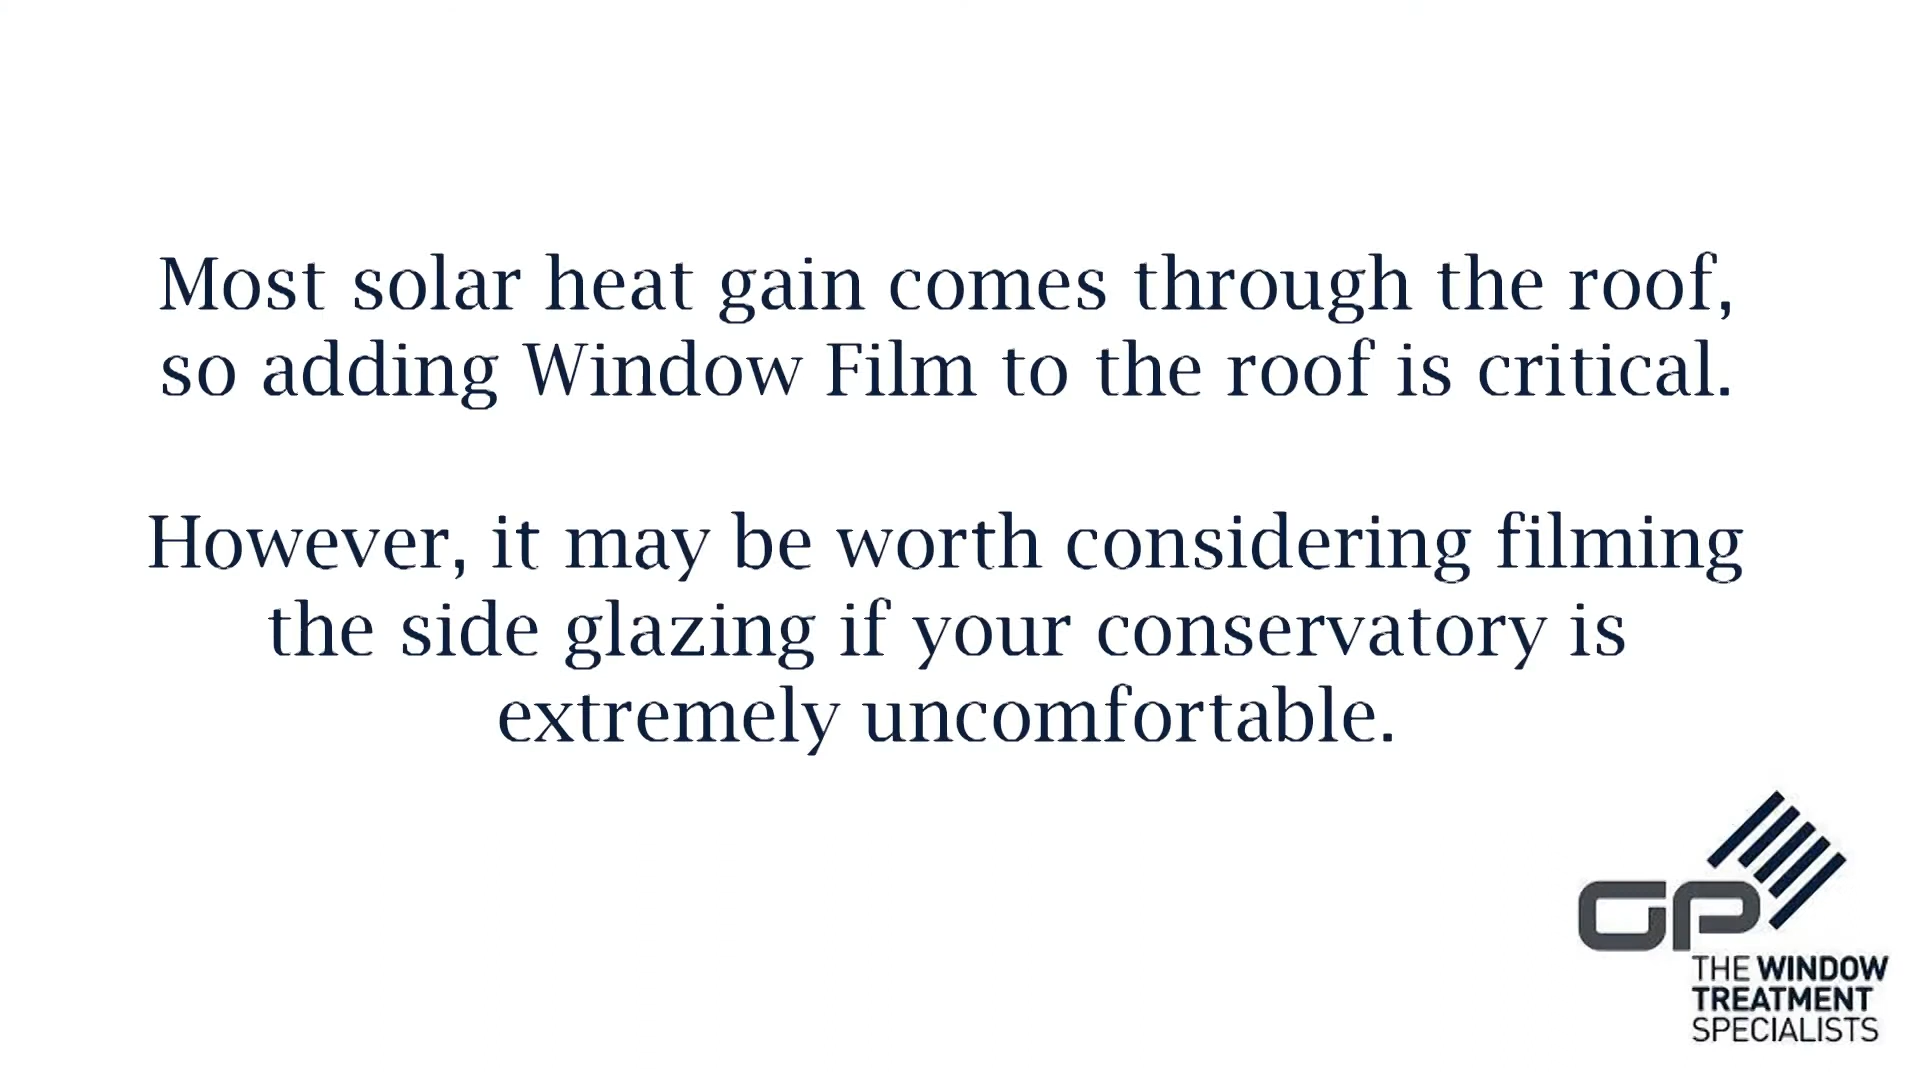 Most solar heat gain comes through the roof,
so adding Window Film to the roof is critical.
However, it may be worth considering filming
the side glazing if your conservatory is
extremely uncomfortable.
GP
THE WINDOW
TREATMENT
SPECIALISTS